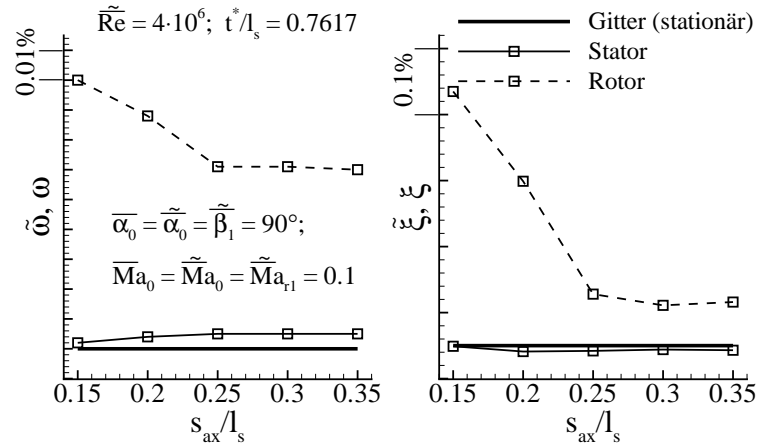 R̃e̅ = 4·10⁶; t*/lₛ = 0.7617
Gitter (stationär)
Stator
Rotor
0.01%
0.1%
ω̃, ω
ξ̃, ξ
α₀̅ = α̃₀̅ = β̃₁̅ = 90°;
M̅a₀ = M̃̅a₀ = M̃̅aᵣ₁ = 0.1
0.15 0.2 0.25 0.3 0.35
0.15 0.2 0.25 0.3 0.35
sₐₓ/lₛ
sₐₓ/lₛ